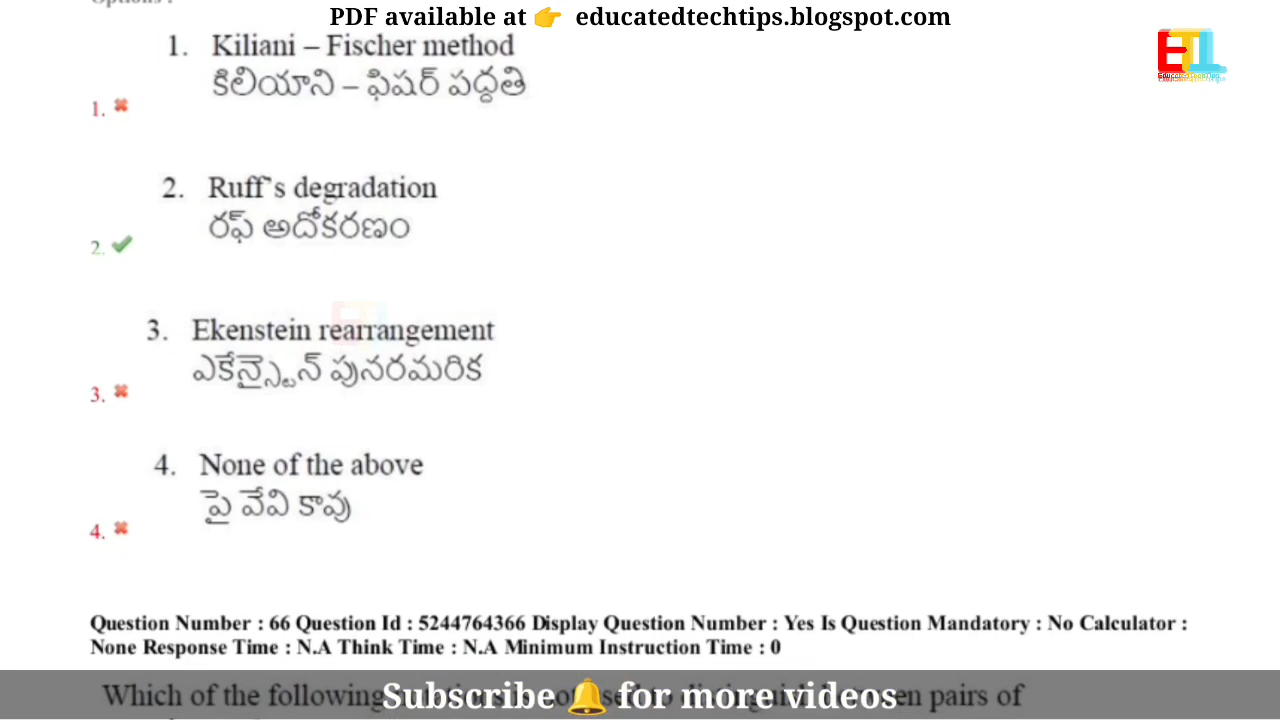 Options :
PDF available at 👉 educatedtechtips.blogspot.com
1. Kiliani – Fischer method
కిలియాని – ఫిషర్ పద్ధతి
1. ✖
2. Ruff's degradation
రఫ్ అదోకరణం
2. ✔
3. Ekenstein rearrangement
ఎకేన్స్టైన్ పునరమరిక
3. ✖
4. None of the above
పై వేవి కావు
4. ✖
Question Number : 66 Question Id : 5244764366 Display Question Number : Yes Is Question Mandatory : No Calculator :
None Response Time : N.A Think Time : N.A Minimum Instruction Time : 0
Which of the following pairs of
Subscribe 🔔 for more videos